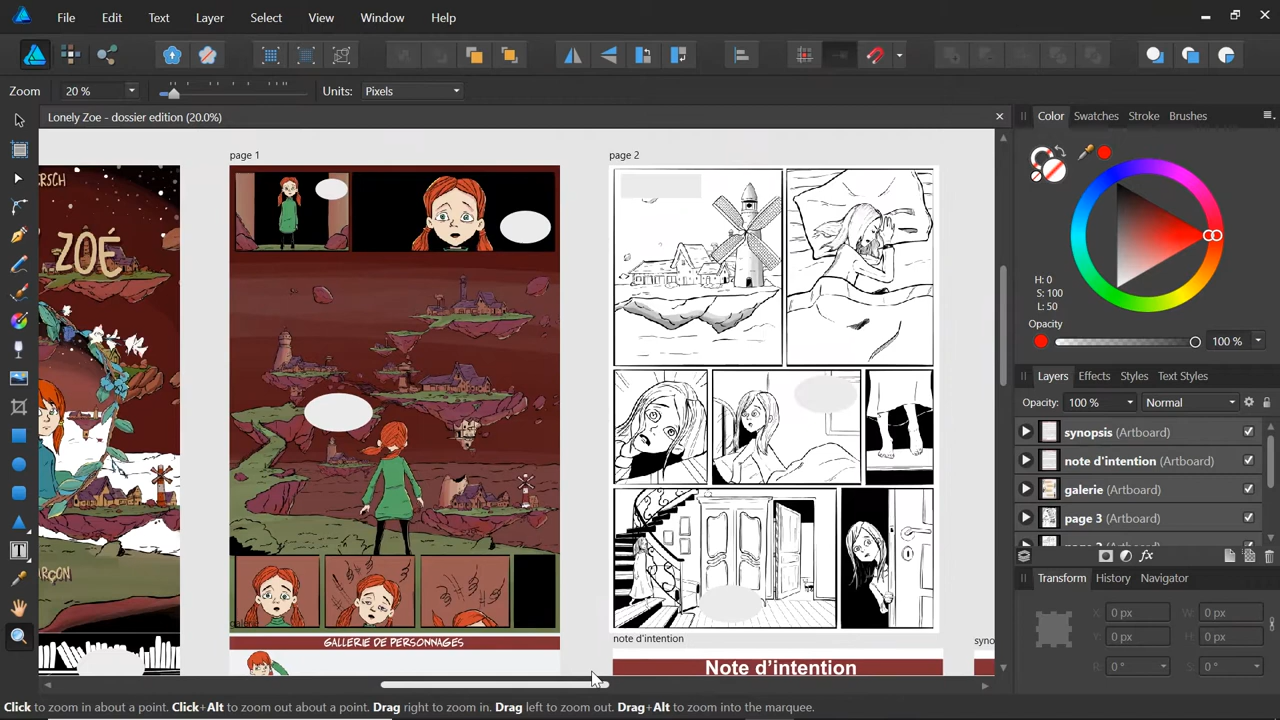 File Edit Text Layer Select View Window Help
Zoom 20 % Units: Pixels
Lonely Zoe - dossier edition (20.0%)
page 1
page 2
ERSCH
ZOÉ
GARÇON
GALLERIE DE PERSONNAGES
note d'intention
Note d'intention
syno
Color Swatches Stroke Brushes
H: 0
S: 100
L: 50
Opacity
100 %
Layers Effects Styles Text Styles
Opacity: 100 % Normal
synopsis (Artboard)
note d'intention (Artboard)
galerie (Artboard)
page 3 (Artboard)
fx
Transform History Navigator
X: 0 px W: 0 px
Y: 0 px H: 0 px
R: 0 ° S: 0 °
Click to zoom in about a point. Click+Alt to zoom out about a point. Drag right to zoom in. Drag left to zoom out. Drag+Alt to zoom into the marquee.